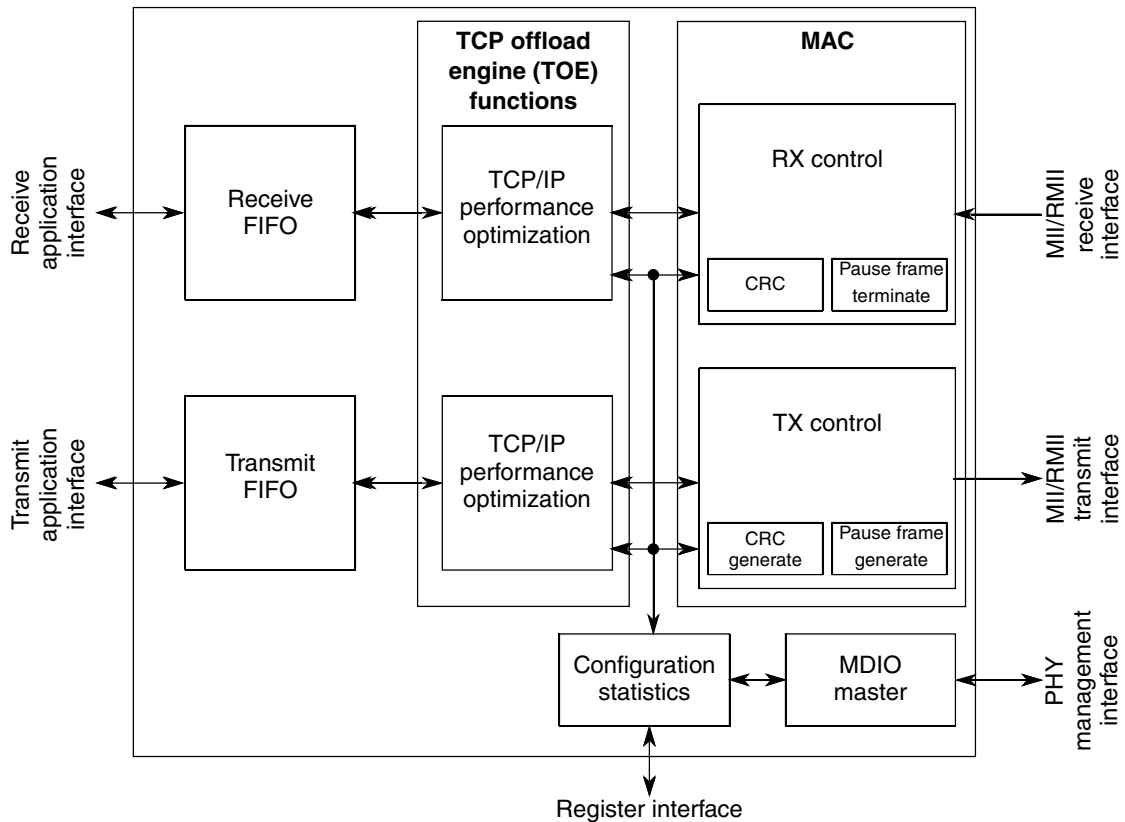 TCP offload
engine (TOE)
functions
MAC
Receive
application
interface
Receive
FIFO
TCP/IP
performance
optimization
RX control
CRC
Pause frame
terminate
MII/RMII
receive
interface
Transmit
application
interface
Transmit
FIFO
TCP/IP
performance
optimization
TX control
CRC
generate
Pause frame
generate
MII/RMII
transmit
interface
Configuration
statistics
MDIO
master
PHY
management
interface
Register interface